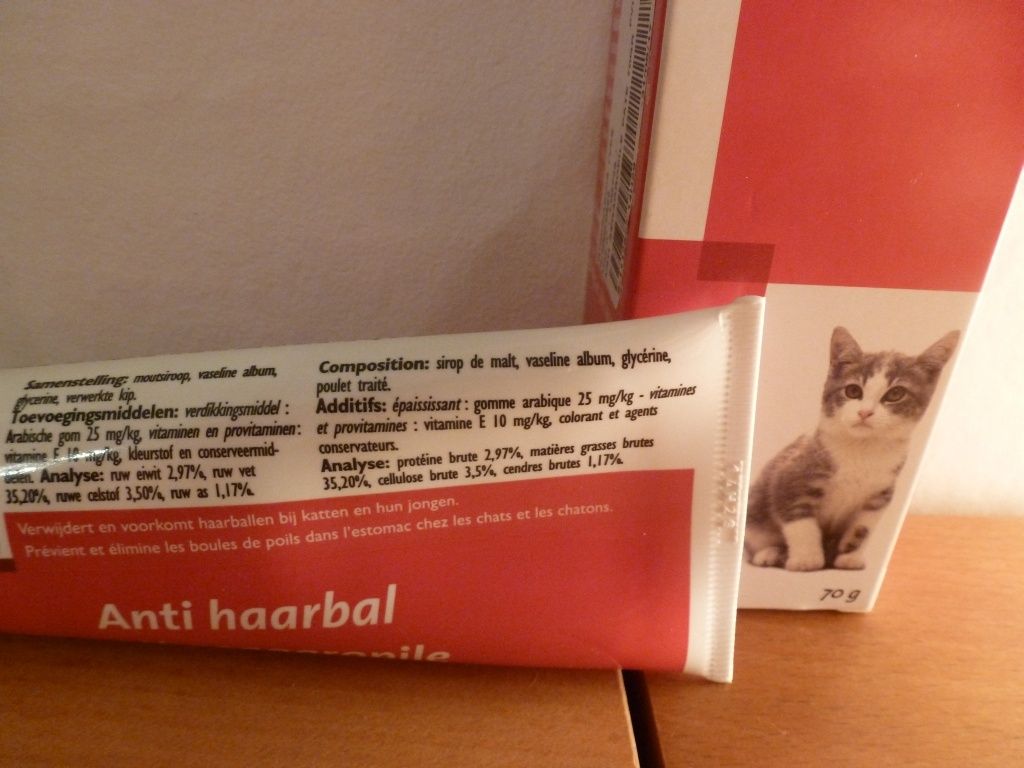 Samenstelling: moutsiroop, vaseline album,
glycerine, verwerkte kip.
Toevoegingsmiddelen: verdikkingsmiddel :
Arabische gom 25 mg/kg, vitaminen en provitaminen:
vitamine E 10 mg/kg, kleurstof en conserveermid-
delen. Analyse: ruw eiwit 2,97%, ruw vet
35,20%, ruwe celstof 3,50%, ruw as 1,17%.
Composition: sirop de malt, vaseline album, glycérine,
poulet traité.
Additifs: épaississant : gomme arabique 25 mg/kg - vitamines
et provitamines : vitamine E 10 mg/kg, colorant et agents
conservateurs.
Analyse: protéine brute 2,97%, matières grasses brutes
35,20%, cellulose brute 3,5%, cendres brutes 1,17%.
Verwijdert en voorkomt haarballen bij katten en hun jongen.
Prévient et élimine les boules de poils dans l'estomac chez les chats et les chatons.
Anti haarbal
70 g